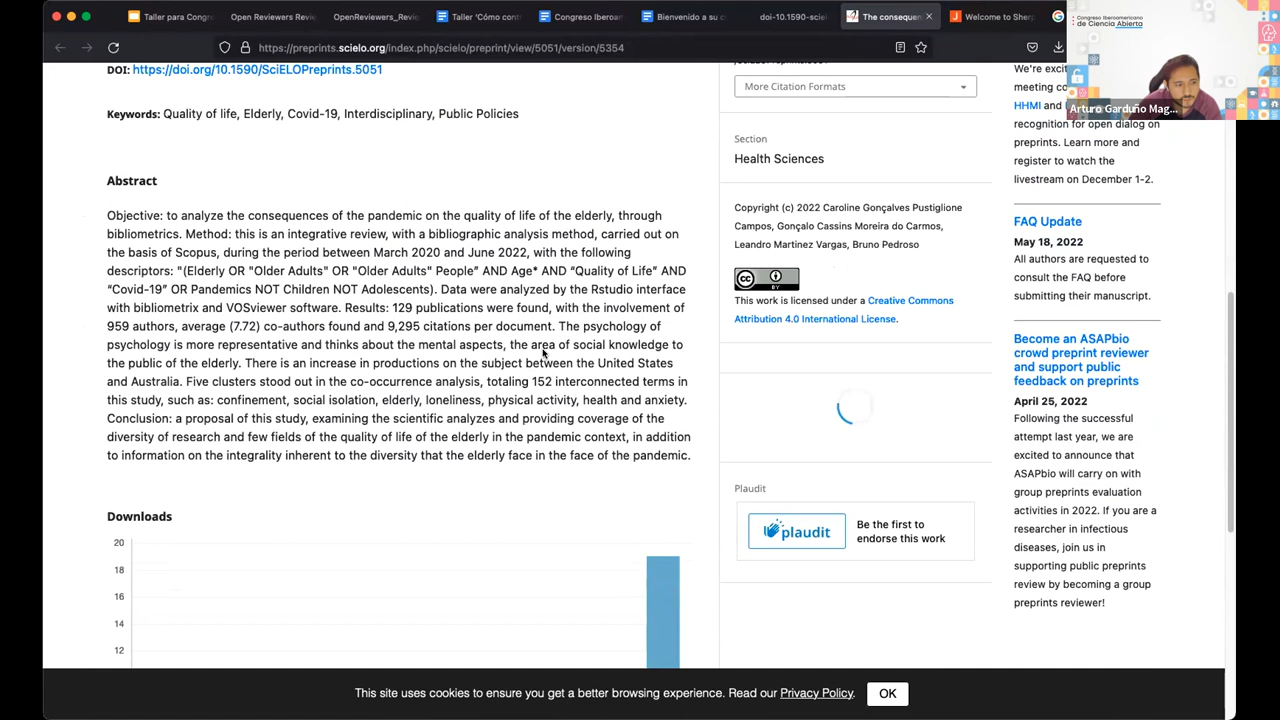 Taller para Congr
Open Reviewers Revi
OpenReviewers_Revi
Taller 'Cómo cont
Congreso Iberoam
Bienvenido a su c
doi-10.1590-sciel
The consequen
Welcome to Sherp
https://preprints.scielo.org/index.php/scielo/preprint/view/5051/version/5354
Congreso Iberoamericano
de Ciencia Abierta
Arturo Garduño Mag...
DOI: https://doi.org/10.1590/SciELOPreprints.5051
Keywords: Quality of life, Elderly, Covid-19, Interdisciplinary, Public Policies
Abstract
Objective: to analyze the consequences of the pandemic on the quality of life of the elderly, through
bibliometrics. Method: this is an integrative review, with a bibliographic analysis method, carried out on
the basis of Scopus, during the period between March 2020 and June 2022, with the following
descriptors: "(Elderly OR "Older Adults" OR "Older Adults" People” AND Age* AND “Quality of Life” AND
“Covid-19” OR Pandemics NOT Children NOT Adolescents). Data were analyzed by the Rstudio interface
with bibliometrix and VOSviewer software. Results: 129 publications were found, with the involvement of
959 authors, average (7.72) co-authors found and 9,295 citations per document. The psychology of
psychology is more representative and thinks about the mental aspects, the area of social knowledge to
the public of the elderly. There is an increase in productions on the subject between the United States
and Australia. Five clusters stood out in the co-occurrence analysis, totaling 152 interconnected terms in
this study, such as: confinement, social isolation, elderly, loneliness, physical activity, health and anxiety.
Conclusion: a proposal of this study, examining the scientific analyzes and providing coverage of the
diversity of research and few fields of the quality of life of the elderly in the pandemic context, in addition
to information on the integrality inherent to the diversity that the elderly face in the face of the pandemic.
Downloads
20
18
16
14
12
More Citation Formats
Section
Health Sciences
Copyright (c) 2022 Caroline Gonçalves Pustiglione
Campos, Gonçalo Cassins Moreira do Carmos,
Leandro Martinez Vargas, Bruno Pedroso
cc
BY
This work is licensed under a Creative Commons
Attribution 4.0 International License.
Plaudit
plaudit
Be the first to
endorse this work
We're exci
meeting co
HHMI and
recognition for open dialog on
preprints. Learn more and
register to watch the
livestream on December 1-2.
FAQ Update
May 18, 2022
All authors are requested to
consult the FAQ before
submitting their manuscript.
Become an ASAPbio
crowd preprint reviewer
and support public
feedback on preprints
April 25, 2022
Following the successful
attempt last year, we are
excited to announce that
ASAPbio will carry on with
group preprints evaluation
activities in 2022. If you are a
researcher in infectious
diseases, join us in
supporting public preprints
review by becoming a group
preprints reviewer!
This site uses cookies to ensure you get a better browsing experience. Read our Privacy Policy.
OK